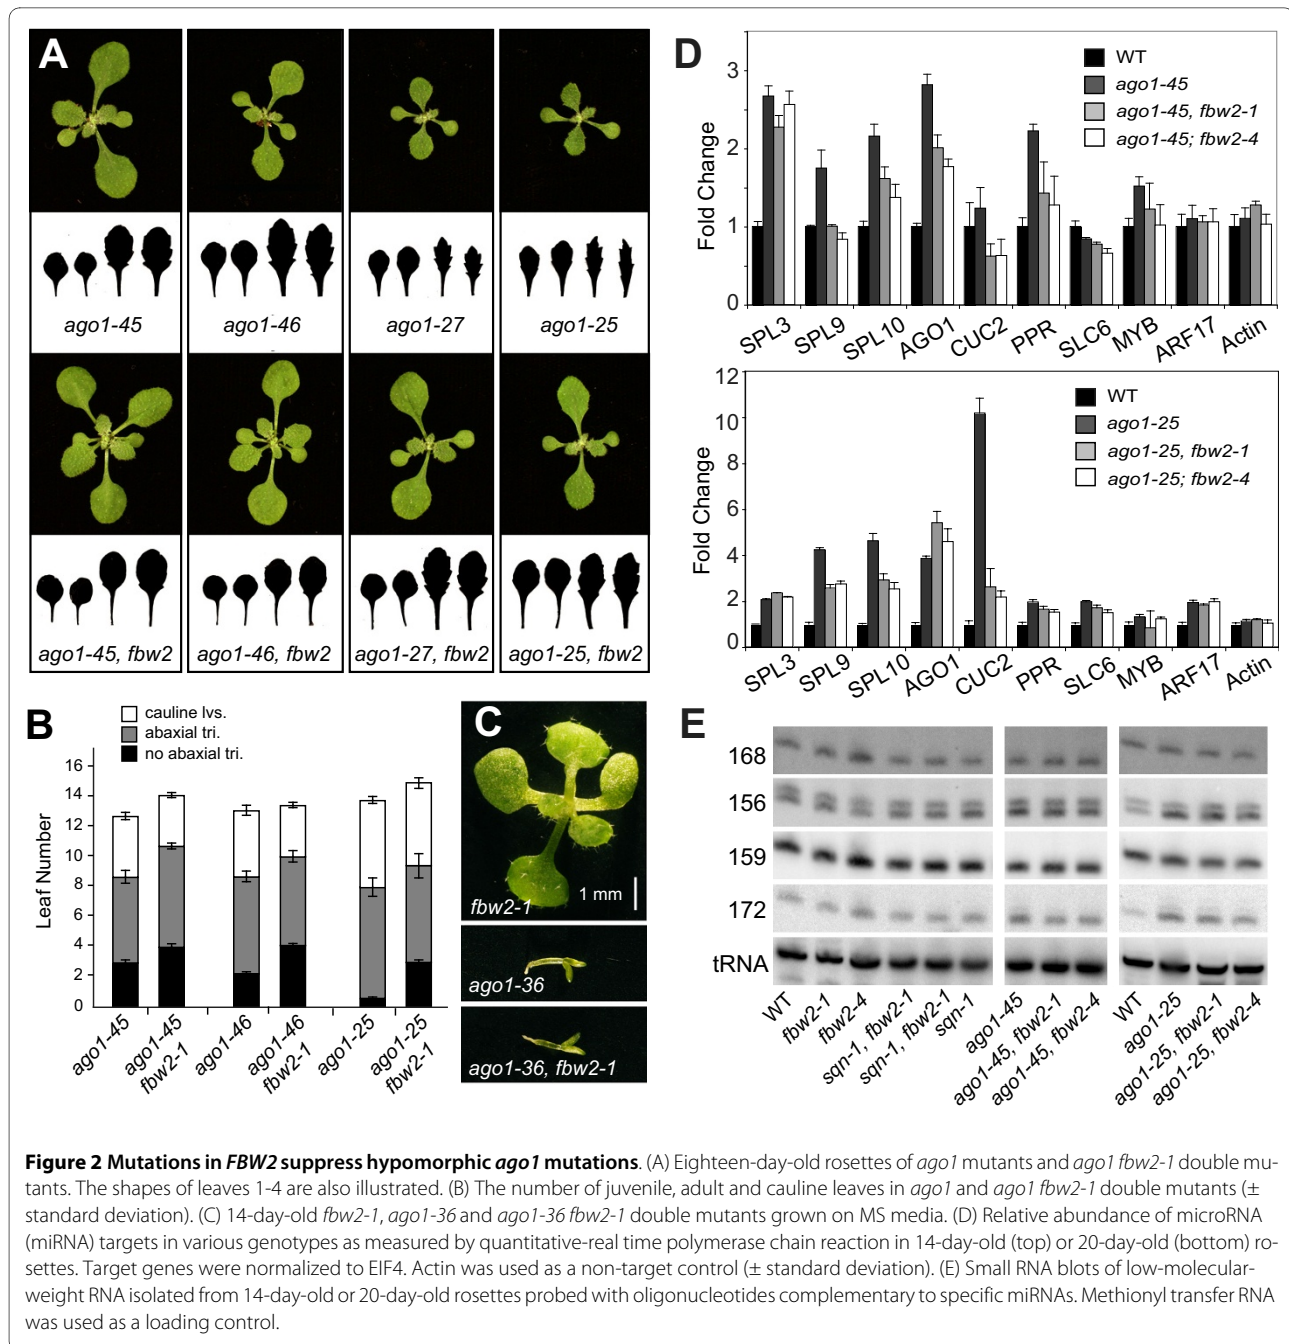 A
ago1-45
ago1-46
ago1-27
ago1-25
ago1-45, fbw2
ago1-46, fbw2
ago1-27, fbw2
ago1-25, fbw2
B
cauline lvs.
abaxial tri.
no abaxial tri.
Leaf Number
16
14
12
10
8
6
4
2
0
ago1-45
ago1-45
fbw2-1
ago1-46
ago1-46
fbw2-1
ago1-25
ago1-25
fbw2-1
C
fbw2-1
1 mm
ago1-36
ago1-36, fbw2-1
D
WT
ago1-45
ago1-45, fbw2-1
ago1-45; fbw2-4
Fold Change
3
2
1
0
SPL3
SPL9
SPL10
AGO1
CUC2
PPR
SLC6
MYB
ARF17
Actin
WT
ago1-25
ago1-25, fbw2-1
ago1-25; fbw2-4
Fold Change
12
10
8
6
4
2
0
SPL3
SPL9
SPL10
AGO1
CUC2
PPR
SLC6
MYB
ARF17
Actin
E
168
156
159
172
tRNA
WT
fbw2-1
fbw2-4
sqn-1, fbw2-1
sqn-1, fbw2-1
sqn-1
ago1-45
ago1-45, fbw2-1
ago1-45, fbw2-4
WT
ago1-25
ago1-25, fbw2-1
ago1-25, fbw2-4
Figure 2 Mutations in FBW2 suppress hypomorphic ago1 mutations. (A) Eighteen-day-old rosettes of ago1 mutants and ago1 fbw2-1 double mu-
tants. The shapes of leaves 1-4 are also illustrated. (B) The number of juvenile, adult and cauline leaves in ago1 and ago1 fbw2-1 double mutants (±
standard deviation). (C) 14-day-old fbw2-1, ago1-36 and ago1-36 fbw2-1 double mutants grown on MS media. (D) Relative abundance of microRNA
(miRNA) targets in various genotypes as measured by quantitative-real time polymerase chain reaction in 14-day-old (top) or 20-day-old (bottom) ro-
settes. Target genes were normalized to EIF4. Actin was used as a non-target control (± standard deviation). (E) Small RNA blots of low-molecular-
weight RNA isolated from 14-day-old or 20-day-old rosettes probed with oligonucleotides complementary to specific miRNAs. Methionyl transfer RNA
was used as a loading control.